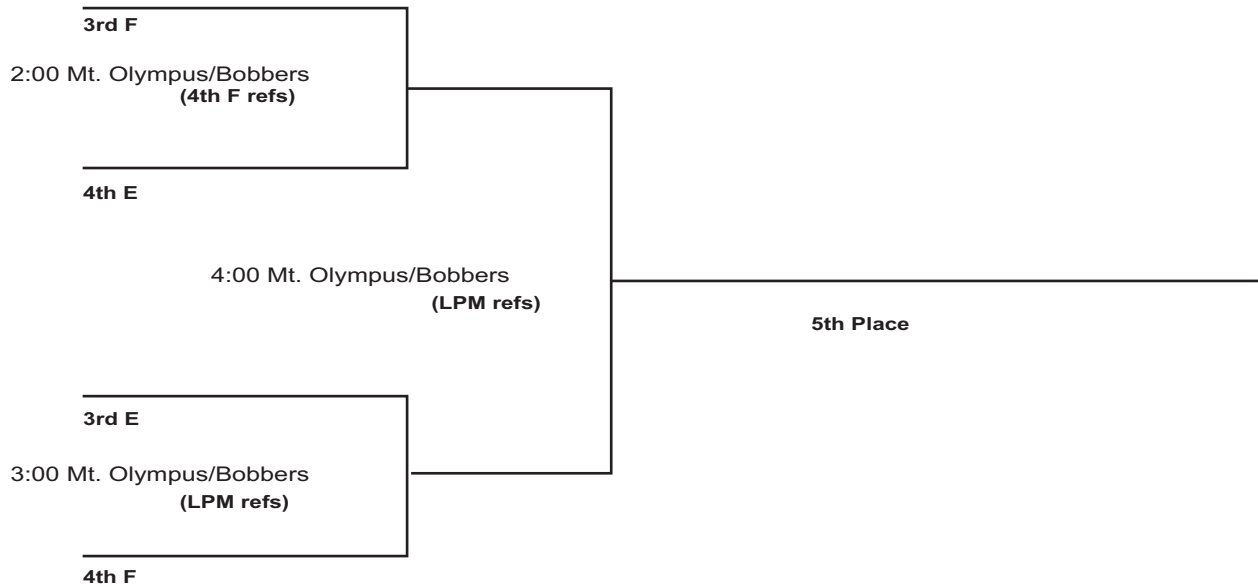 3rd F
2:00 Mt. Olympus/Bobbers
(4th F refs)
4th E
4:00 Mt. Olympus/Bobbers
(LPM refs)
5th Place
3rd E
3:00 Mt. Olympus/Bobbers
(LPM refs)
4th F